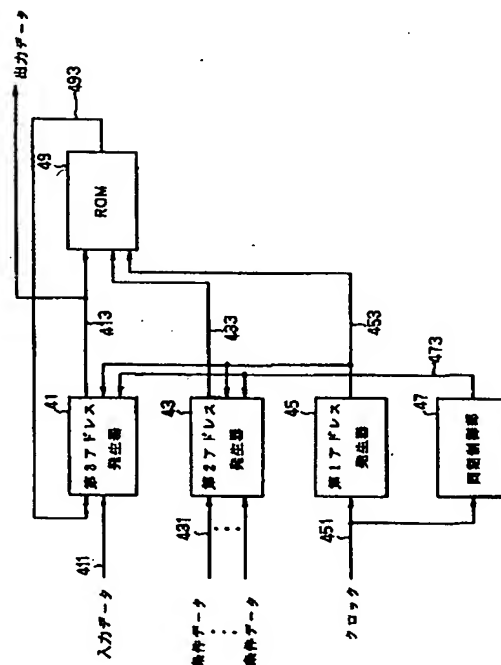 出力データ
493
49
ROM
413
433
453
473
41
第3アドレス
発生器
43
第2アドレス
発生器
45
第1アドレス
発生器
47
同期制御部
411
入力データ
431
条件データ
条件データ
451
クロック